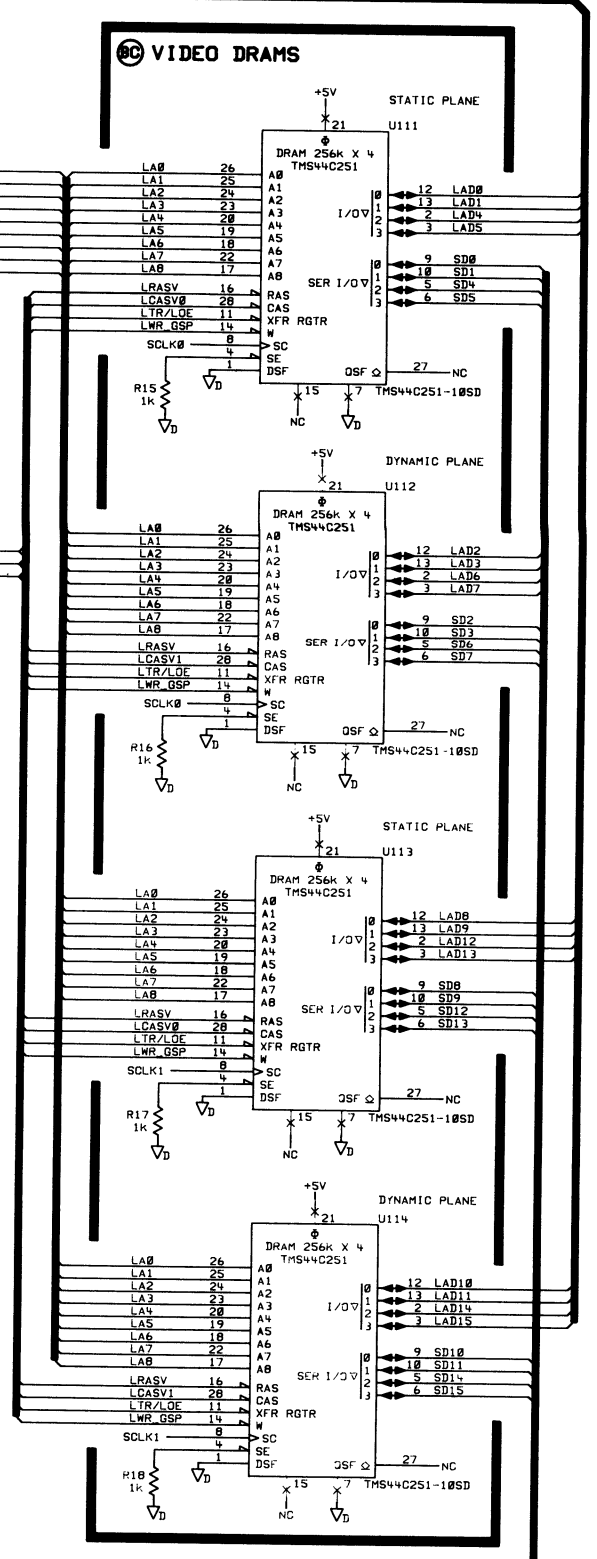 BC VIDEO DRAMS
+5V
STATIC PLANE
21 U111
Φ
DRAM 256k X 4
TMS44C251
LA0 26 A0
LA1 25 A1
LA2 24 A2
LA3 23 A3
LA4 20 A4
LA5 19 A5
LA6 18 A6
LA7 22 A7
LA8 17 A8
I/O▽ 0 12 LAD0
1 13 LAD1
2 2 LAD4
3 3 LAD5
SER I/O▽ 0 9 SD0
1 10 SD1
2 5 SD4
3 6 SD5
LRASV 16 RAS
LCASV0 28 CAS
LTR/LOE 11 XFR RGTR
LWR_GSP 14 W
SCLK0 8 SC
4 SE
1 DSF
QSF 27 NC
R15
1k
D
D
15
NC
7
D
TMS44C251-10SD
+5V
DYNAMIC PLANE
21 U112
Φ
DRAM 256K X 4
TMS44C251
LA0 26 A0
LA1 25 A1
LA2 24 A2
LA3 23 A3
LA4 20 A4
LA5 19 A5
LA6 18 A6
LA7 22 A7
LA8 17 A8
I/O▽ 0 12 LAD2
1 13 LAD3
2 2 LAD6
3 3 LAD7
SER I/O▽ 0 9 SD2
1 10 SD3
2 5 SD6
3 6 SD7
LRASV 16 RAS
LCASV1 28 CAS
LTR/LOE 11 XFR RGTR
LWR_GSP 14 W
SCLK0 8 SC
4 SE
1 DSF
QSF 27 NC
R16
1k
D
D
15
NC
7
D
TMS44C251-10SD
+5V
STATIC PLANE
21 U113
Φ
DRAM 256K X 4
TMS44C251
LA0 26 A0
LA1 25 A1
LA2 24 A2
LA3 23 A3
LA4 20 A4
LA5 19 A5
LA6 18 A6
LA7 22 A7
LA8 17 A8
I/O▽ 0 12 LAD8
1 13 LAD9
2 2 LAD12
3 3 LAD13
SER I/O▽ 0 9 SD8
1 10 SD9
2 5 SD12
3 6 SD13
LRASV 16 RAS
LCASV0 28 CAS
LTR/LOE 11 XFR RGTR
LWR_GSP 14 W
SCLK1 8 SC
4 SE
1 DSF
QSF 27 NC
R17
1k
D
D
15
NC
7
D
TMS44C251-10SD
+5V
DYNAMIC PLANE
21 U114
Φ
DRAM 256K X 4
TMS44C251
LA0 26 A0
LA1 25 A1
LA2 24 A2
LA3 23 A3
LA4 20 A4
LA5 19 A5
LA6 18 A6
LA7 22 A7
LA8 17 A8
I/O▽ 0 12 LAD10
1 13 LAD11
2 2 LAD14
3 3 LAD15
SER I/O▽ 0 9 SD10
1 10 SD11
2 5 SD14
3 6 SD15
LRASV 16 RAS
LCASV1 28 CAS
LTR/LOE 11 XFR RGTR
LWR_GSP 14 W
SCLK1 8 SC
4 SE
1 DSF
QSF 27 NC
R18
1k
D
D
15
NC
7
D
TMS44C251-10SD